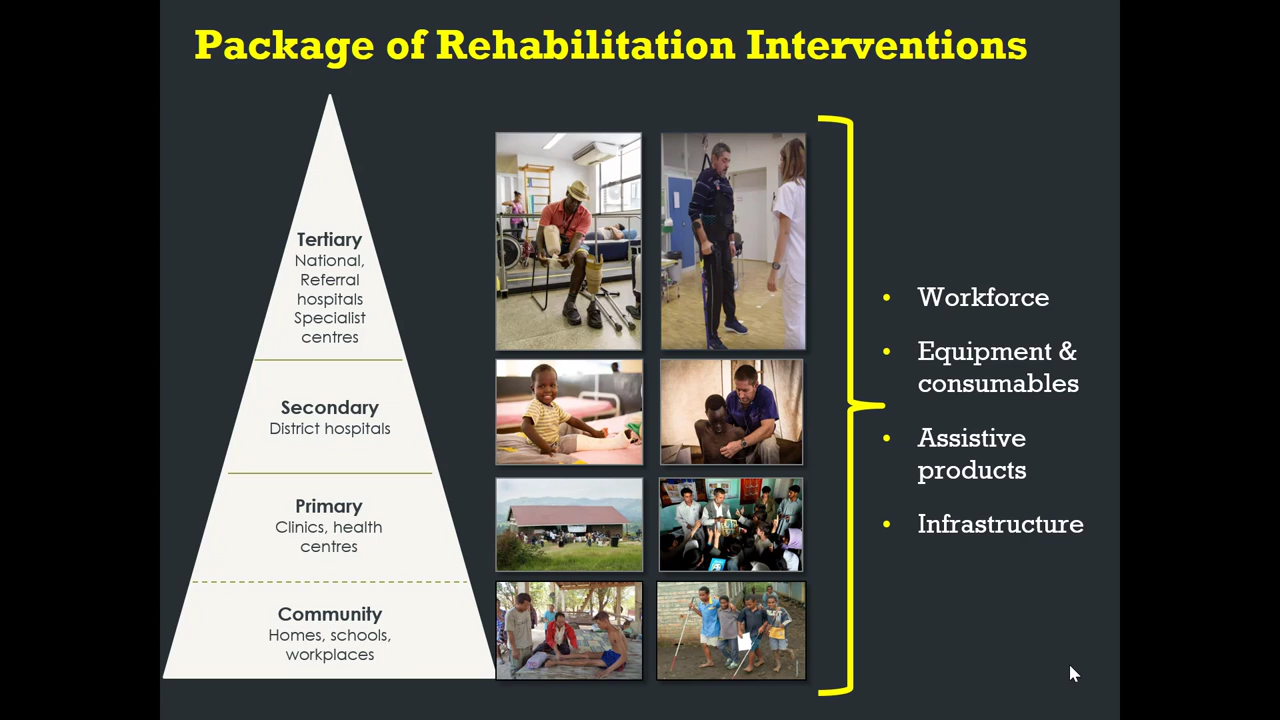 Package of Rehabilitation Interventions
Tertiary
National,
Referral
hospitals
Specialist
centres
Secondary
District hospitals
Primary
Clinics, health
centres
Community
Homes, schools,
workplaces
• Workforce
• Equipment &
consumables
• Assistive
products
• Infrastructure